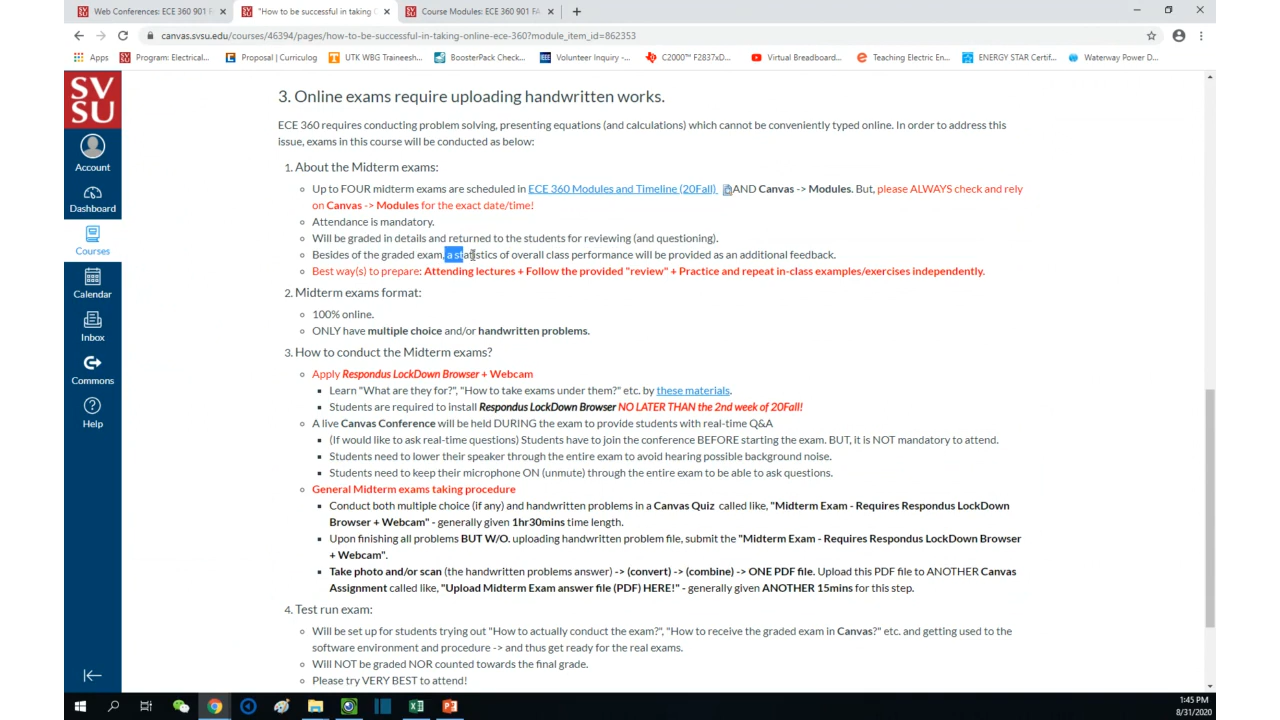 Web Conferences: ECE 360 901 F
"How to be successful in taking O
Course Modules: ECE 360 901 FA
canvas.svsu.edu/courses/46394/pages/how-to-be-successful-in-taking-online-ece-360?module_item_id=862353
Apps
Program: Electrical...
Proposal | Curriculog
UTK WBG Traineesh...
BoosterPack Check...
Volunteer Inquiry -...
C2000™ F2837xD...
Virtual Breadboard...
Teaching Electric En...
ENERGY STAR Certif...
Waterway Power D...
SV
SU
Account
Dashboard
Courses
Calendar
Inbox
Commons
Help
3. Online exams require uploading handwritten works.
ECE 360 requires conducting problem solving, presenting equations (and calculations) which cannot be conveniently typed online. In order to address this
issue, exams in this course will be conducted as below:
1. About the Midterm exams:
Up to FOUR midterm exams are scheduled in ECE 360 Modules and Timeline (20Fall) AND Canvas -> Modules. But, please ALWAYS check and rely
on Canvas -> Modules for the exact date/time!
Attendance is mandatory.
Will be graded in details and returned to the students for reviewing (and questioning).
Besides of the graded exam, a statistics of overall class performance will be provided as an additional feedback.
Best way(s) to prepare: Attending lectures + Follow the provided "review" + Practice and repeat in-class examples/exercises independently.
2. Midterm exams format:
100% online.
ONLY have multiple choice and/or handwritten problems.
3. How to conduct the Midterm exams?
Apply Respondus LockDown Browser + Webcam
Learn "What are they for?", "How to take exams under them?" etc. by these materials.
Students are required to install Respondus LockDown Browser NO LATER THAN the 2nd week of 20Fall!
A live Canvas Conference will be held DURING the exam to provide students with real-time Q&A
(If would like to ask real-time questions) Students have to join the conference BEFORE starting the exam. BUT, it is NOT mandatory to attend.
Students need to lower their speaker through the entire exam to avoid hearing possible background noise.
Students need to keep their microphone ON (unmute) through the entire exam to be able to ask questions.
General Midterm exams taking procedure
Conduct both multiple choice (if any) and handwritten problems in a Canvas Quiz called like, "Midterm Exam - Requires Respondus LockDown
Browser + Webcam" - generally given 1hr30mins time length.
Upon finishing all problems BUT W/O. uploading handwritten problem file, submit the "Midterm Exam - Requires Respondus LockDown Browser
+ Webcam".
Take photo and/or scan (the handwritten problems answer) -> (convert) -> (combine) -> ONE PDF file. Upload this PDF file to ANOTHER Canvas
Assignment called like, "Upload Midterm Exam answer file (PDF) HERE!" - generally given ANOTHER 15mins for this step.
4. Test run exam:
Will be set up for students trying out "How to actually conduct the exam?", "How to receive the graded exam in Canvas?" etc. and getting used to the
software environment and procedure -> and thus get ready for the real exams.
Will NOT be graded NOR counted towards the final grade.
Please try VERY BEST to attend!
1:45 PM
8/31/2020